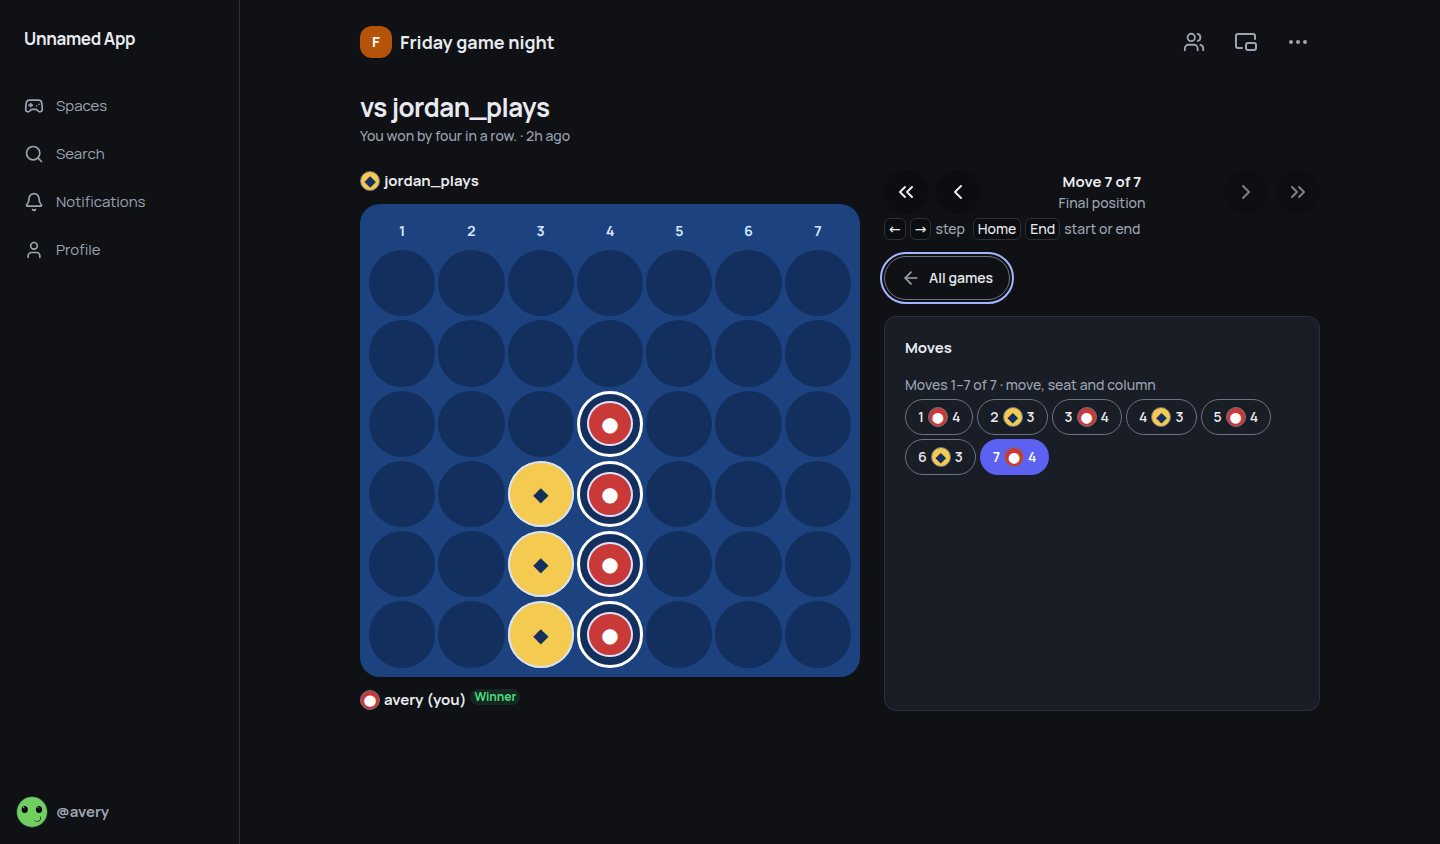 Unnamed App
Spaces
Search
Notifications
Profile
@avery
F Friday game night
vs jordan_plays
You won by four in a row. · 2h ago
jordan_plays
1 2 3 4 5 6 7
avery (you) Winner
Move 7 of 7
Final position
← → step Home End start or end
← All games
Moves
Moves 1–7 of 7 · move, seat and column
1 4 2 3 3 4 4 3 5 4
6 3 7 4